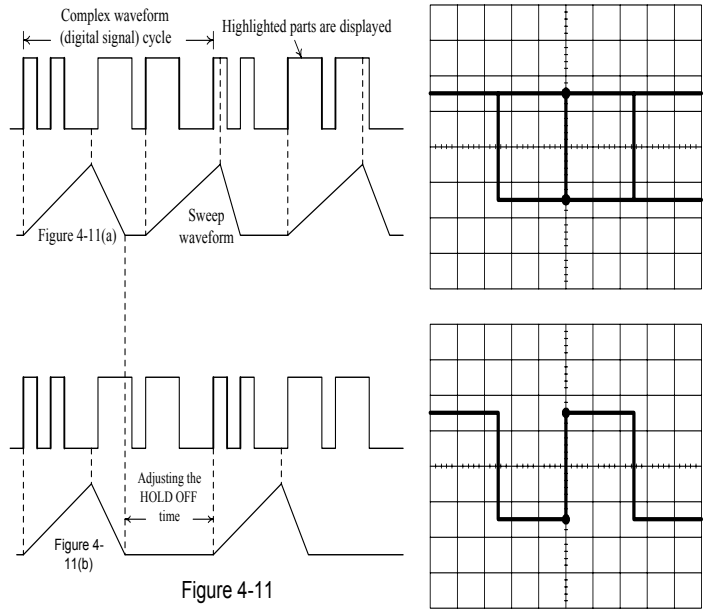 Complex waveform
(digital signal) cycle
Highlighted parts are displayed
Figure 4-11(a)
Sweep
waveform
Adjusting the
HOLD OFF
time
Figure 4-
11(b)
Figure 4-11